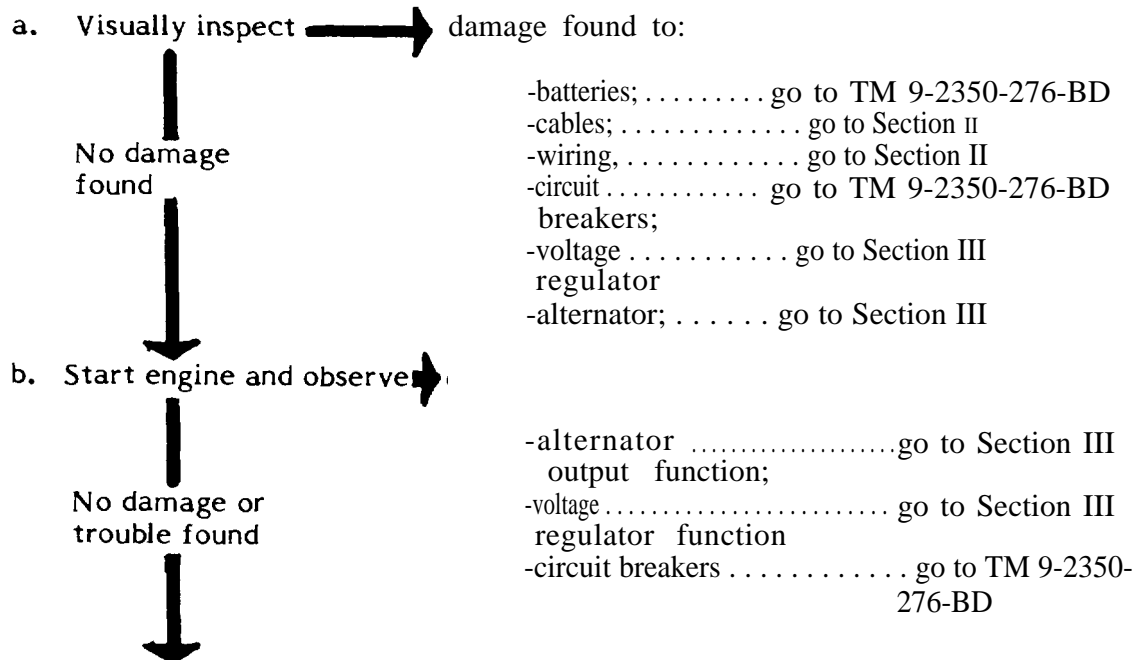 a. Visually inspect damage found to:
-batteries; . . . . . . . . . go to TM 9-2350-276-BD
-cables; . . . . . . . . . . . . . go to Section II
No damage
found
-wiring, . . . . . . . . . . . . . go to Section II
-circuit . . . . . . . . . . . . go to TM 9-2350-276-BD
breakers;
-voltage . . . . . . . . . . . go to Section III
regulator
-alternator; . . . . . . go to Section III
b. Start engine and observe
-alternator ..................... go to Section III
output function;
No damage or
trouble found
-voltage . . . . . . . . . . . . . . . . . . . . . . . . go to Section III
regulator function
-circuit breakers . . . . . . . . . . . . . go to TM 9-2350-
276-BD